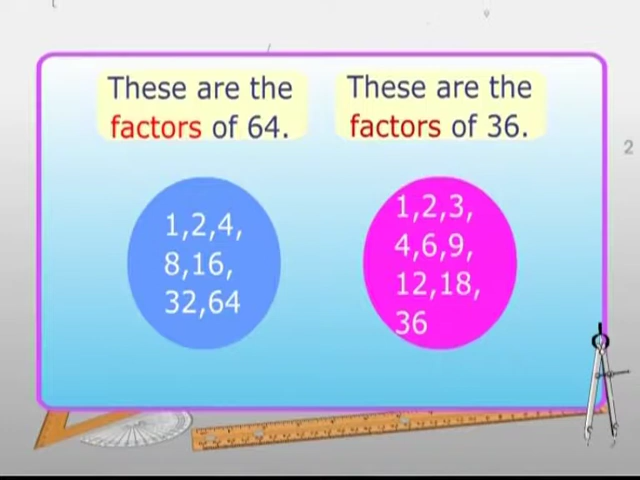 These are the
factors of 64.
1,2,4,
8,16,
32,64
These are the
factors of 36.
1,2,3,
4,6,9,
12,18,
36
2